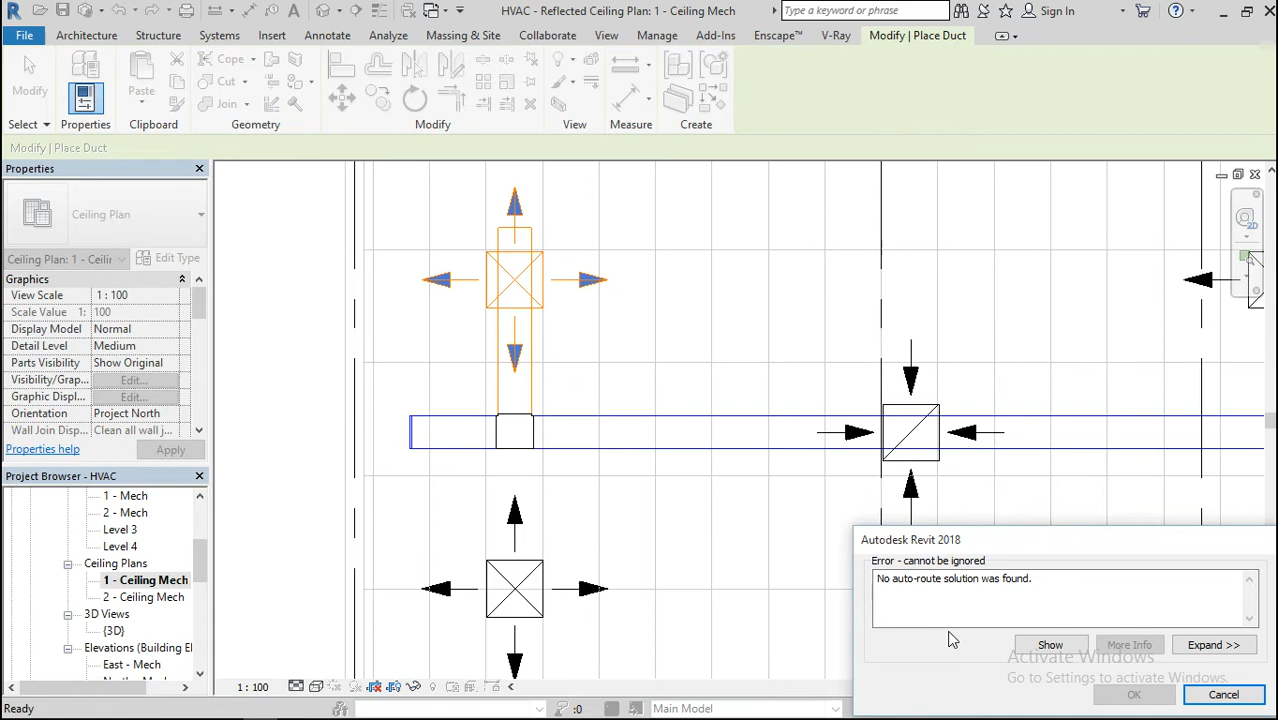 HVAC - Reflected Ceiling Plan: 1 - Ceiling Mech
Type a keyword or phrase
Sign In
File Architecture Structure Systems Insert Annotate Analyze Massing & Site Collaborate View Manage Add-Ins Enscape™ V-Ray Modify | Place Duct
Modify
Paste
Cope
Cut
Join
Select Properties Clipboard Geometry Modify View Measure Create
Modify | Place Duct
Properties
Ceiling Plan
Ceiling Plan: 1 - Ceilin
Edit Type
Graphics
View Scale 1 : 100
Scale Value 1: 100
Display Model Normal
Detail Level Medium
Parts Visibility Show Original
Visibility/Grap... Edit...
Graphic Displ... Edit...
Orientation Project North
Wall Join Displ... Clean all wall j...
Properties help
Apply
Project Browser - HVAC
1 - Mech
2 - Mech
Level 3
Level 4
Ceiling Plans
1 - Ceiling Mech
2 - Ceiling Mech
3D Views
{3D}
Elevations (Building El
East - Mech
2D
Autodesk Revit 2018
Error - cannot be ignored
No auto-route solution was found.
Show
More Info
Expand >>
Activate Windows
Go to Settings to activate Windows.
OK
Cancel
1 : 100
Ready
:0
Main Model